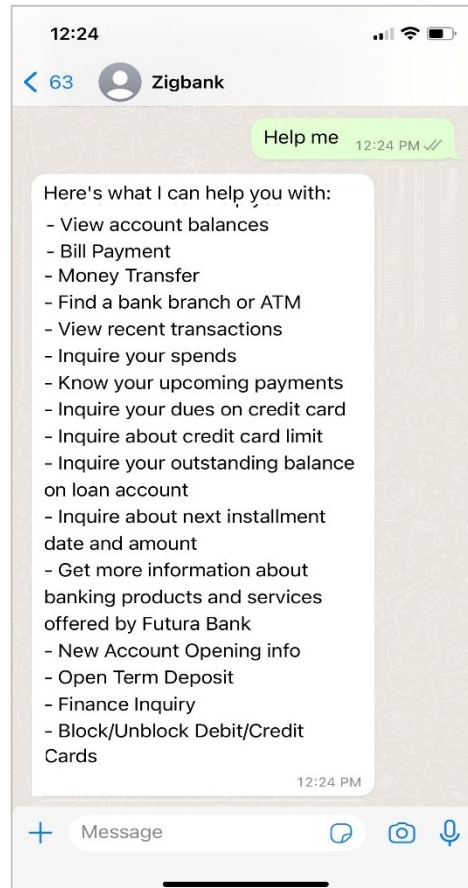 12:24
63 Zigbank
Help me 12:24 PM
Here's what I can help you with:
- View account balances
- Bill Payment
- Money Transfer
- Find a bank branch or ATM
- View recent transactions
- Inquire your spends
- Know your upcoming payments
- Inquire your dues on credit card
- Inquire about credit card limit
- Inquire your outstanding balance
on loan account
- Inquire about next installment
date and amount
- Get more information about
banking products and services
offered by Futura Bank
- New Account Opening info
- Open Term Deposit
- Finance Inquiry
- Block/Unblock Debit/Credit
Cards
12:24 PM
Message